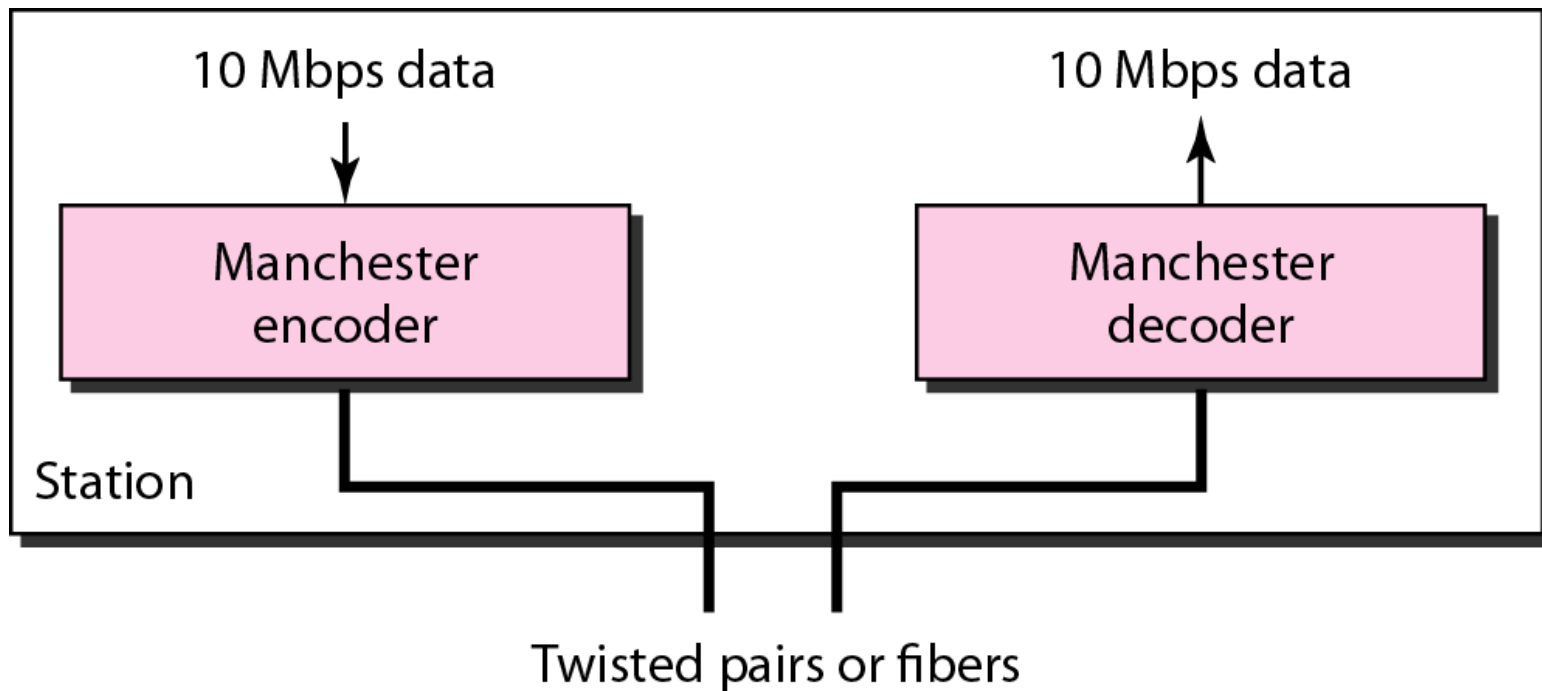 10 Mbps data
10 Mbps data
Manchester
encoder
Manchester
decoder
Station
Twisted pairs or fibers